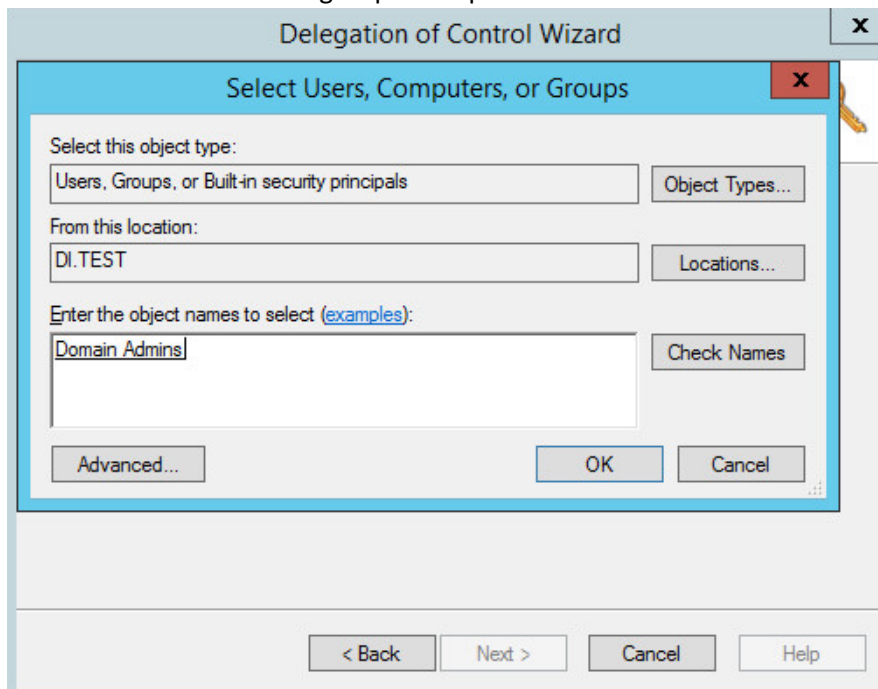 Delegation of Control Wizard
x
Select Users, Computers, or Groups
x
Select this object type:
Users, Groups, or Built-in security principals
Object Types...
From this location:
DI.TEST
Locations...
Enter the object names to select (examples):
Domain Admins
Check Names
Advanced...
OK
Cancel
< Back
Next >
Cancel
Help